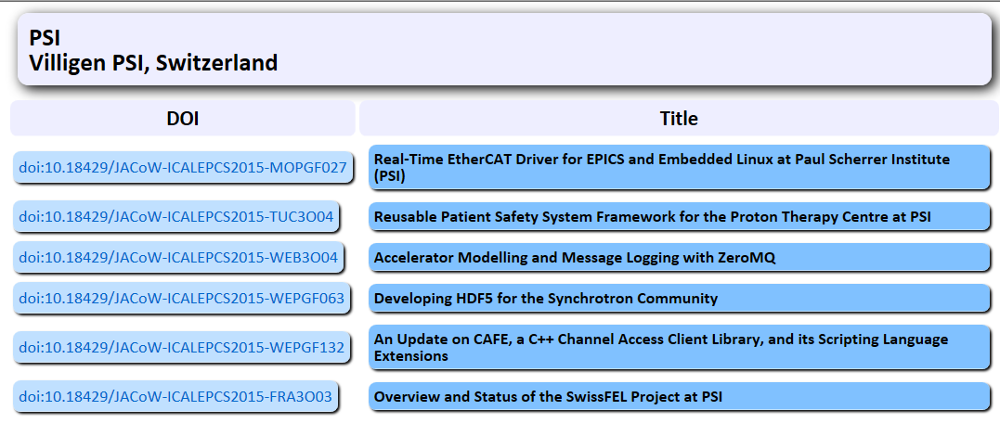 PSI
Villigen PSI, Switzerland
DOI Title
doi:10.18429/JACoW-ICALEPCS2015-MOPGF027 Real-Time EtherCAT Driver for EPICS and Embedded Linux at Paul Scherrer Institute
(PSI)
doi:10.18429/JACoW-ICALEPCS2015-TUC3O04 Reusable Patient Safety System Framework for the Proton Therapy Centre at PSI
doi:10.18429/JACoW-ICALEPCS2015-WEB3O04 Accelerator Modelling and Message Logging with ZeroMQ
doi:10.18429/JACoW-ICALEPCS2015-WEPGF063 Developing HDF5 for the Synchrotron Community
doi:10.18429/JACoW-ICALEPCS2015-WEPGF132 An Update on CAFE, a C++ Channel Access Client Library, and its Scripting Language
Extensions
doi:10.18429/JACoW-ICALEPCS2015-FRA3O03 Overview and Status of the SwissFEL Project at PSI